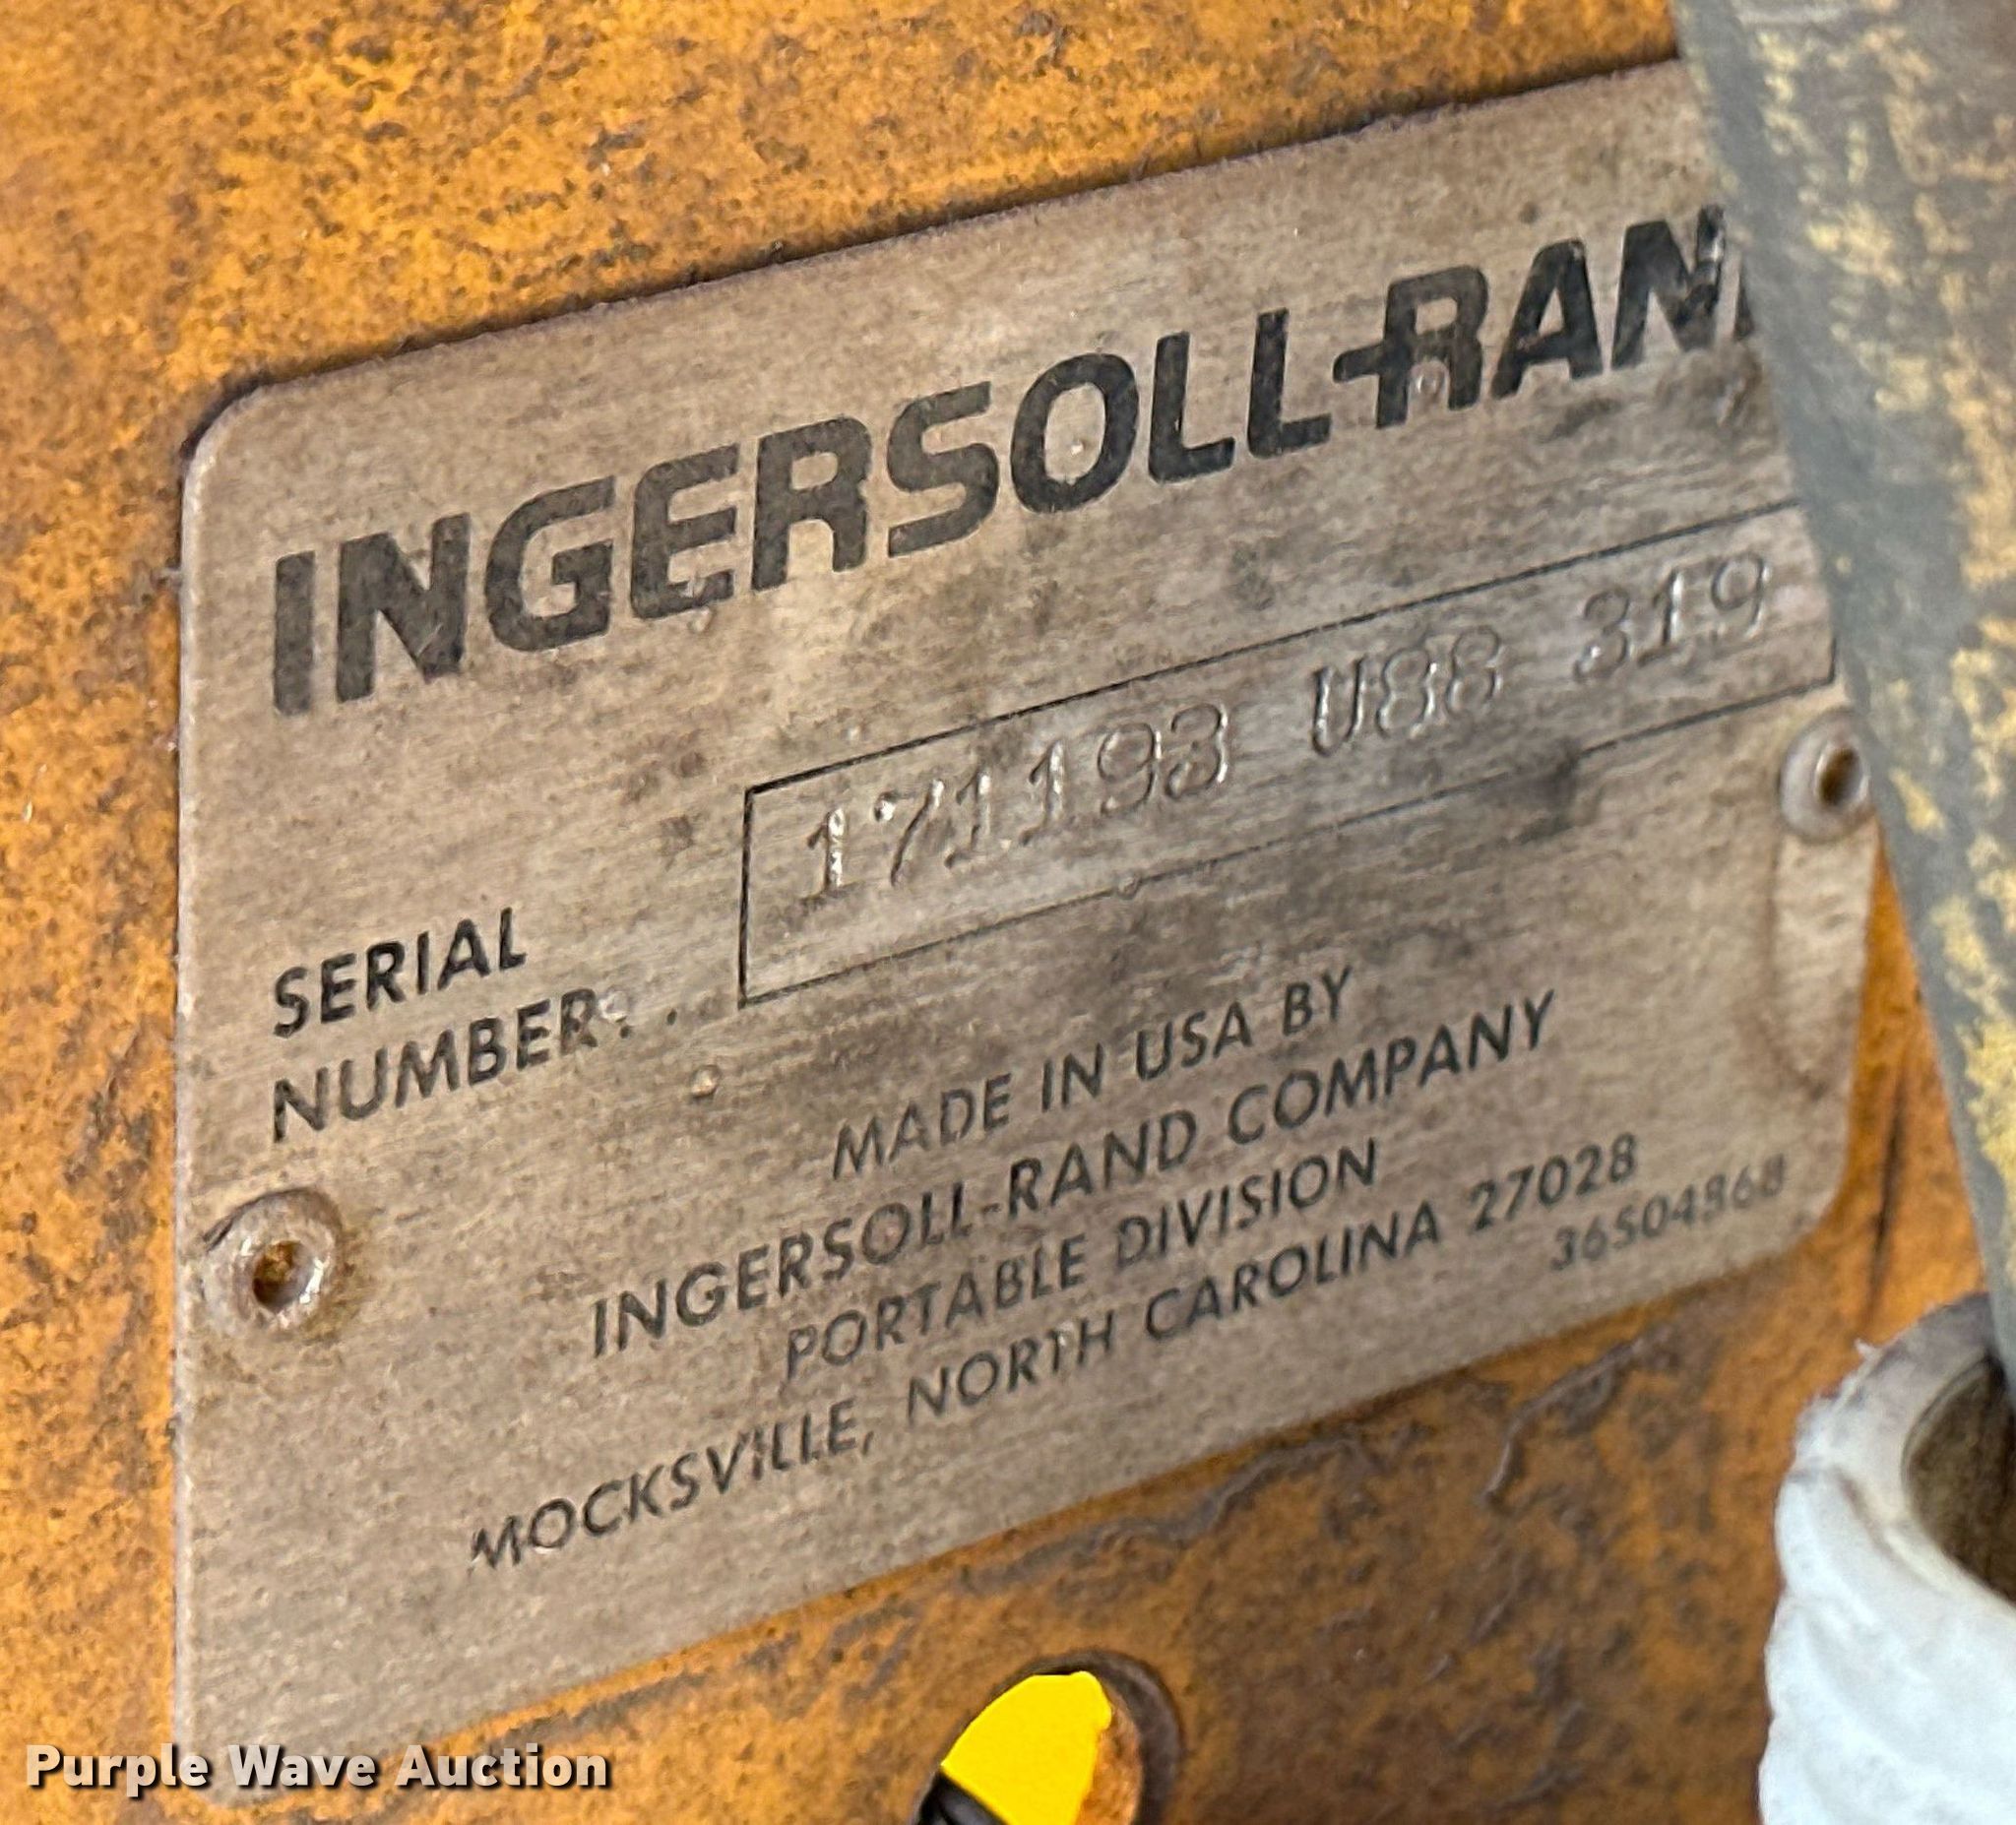 INGERSOLL-RAN
171193 U88 319
SERIAL
NUMBER. .
MADE IN USA BY
INGERSOLL-RAND COMPANY
PORTABLE DIVISION
MOCKSVILLE, NORTH CAROLINA 27028
36504868
Purple Wave Auction